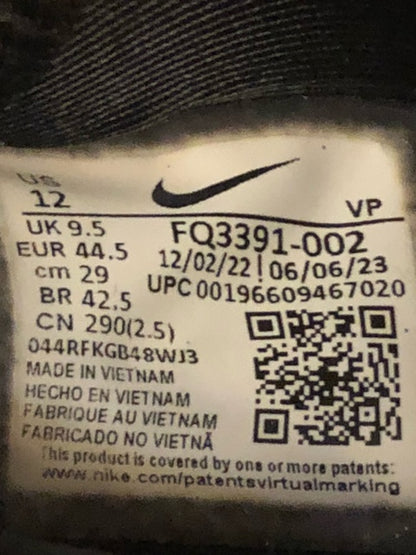 US
12
VP
UK 9.5
EUR 44.5
cm 29
BR 42.5
CN 290(2.5)
FQ3391-002
12/02/22 | 06/06/23
UPC 00196609467020
044RFKGB48WJ3
MADE IN VIETNAM
HECHO EN VIETNAM
FABRIQUE AU VIETNAM
FABRICADO NO VIETNÃ
This product is covered by one or more patents:
www.nike.com/patentsvirtualmarking